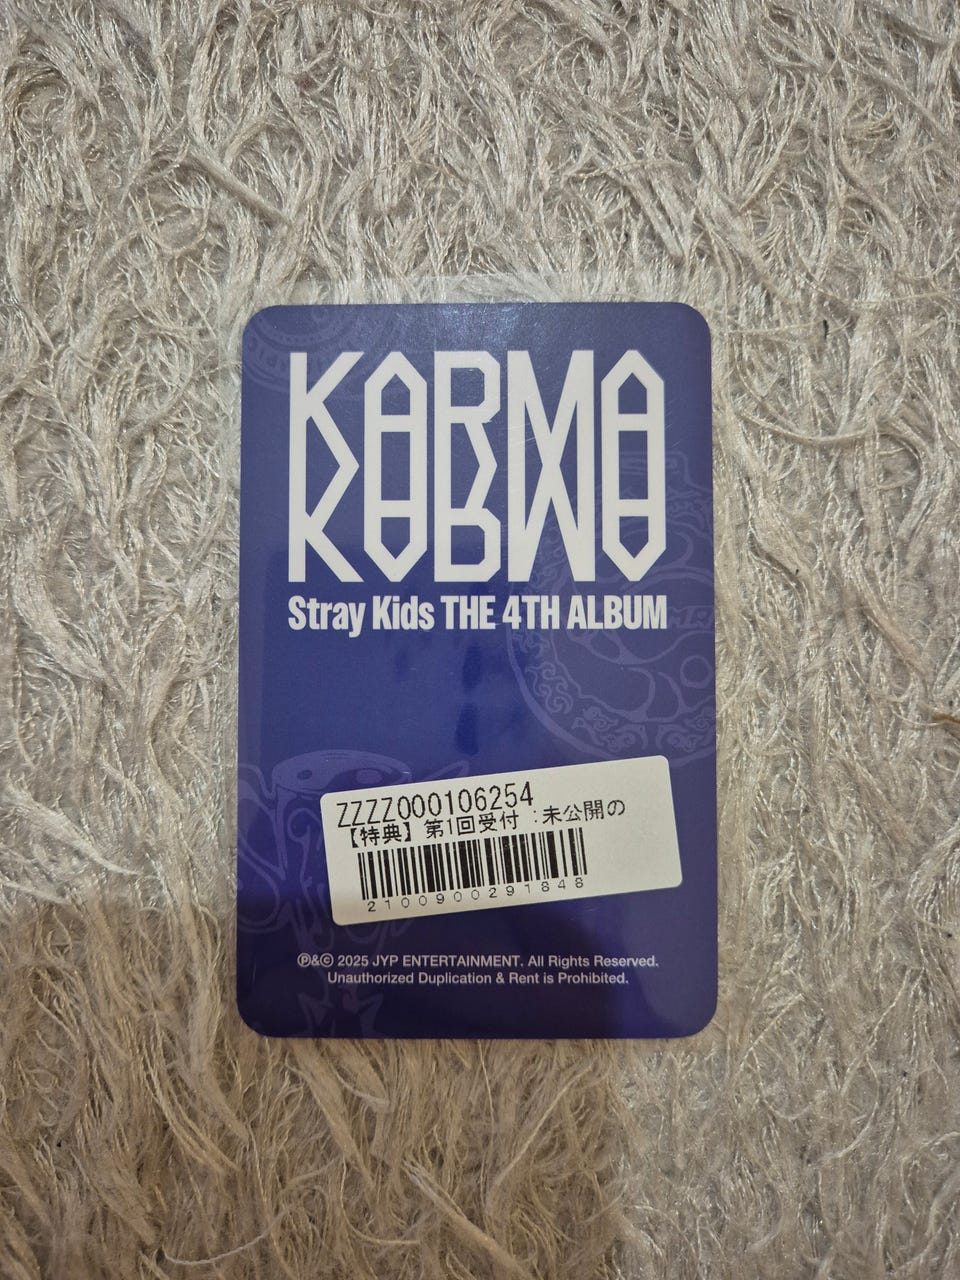 KARMA
Stray Kids THE 4TH ALBUM
ZZZZ000106254
【特典】第1回受付 :未公開の
2100900291848
℗&© 2025 JYP ENTERTAINMENT. All Rights Reserved.
Unauthorized Duplication & Rent is Prohibited.